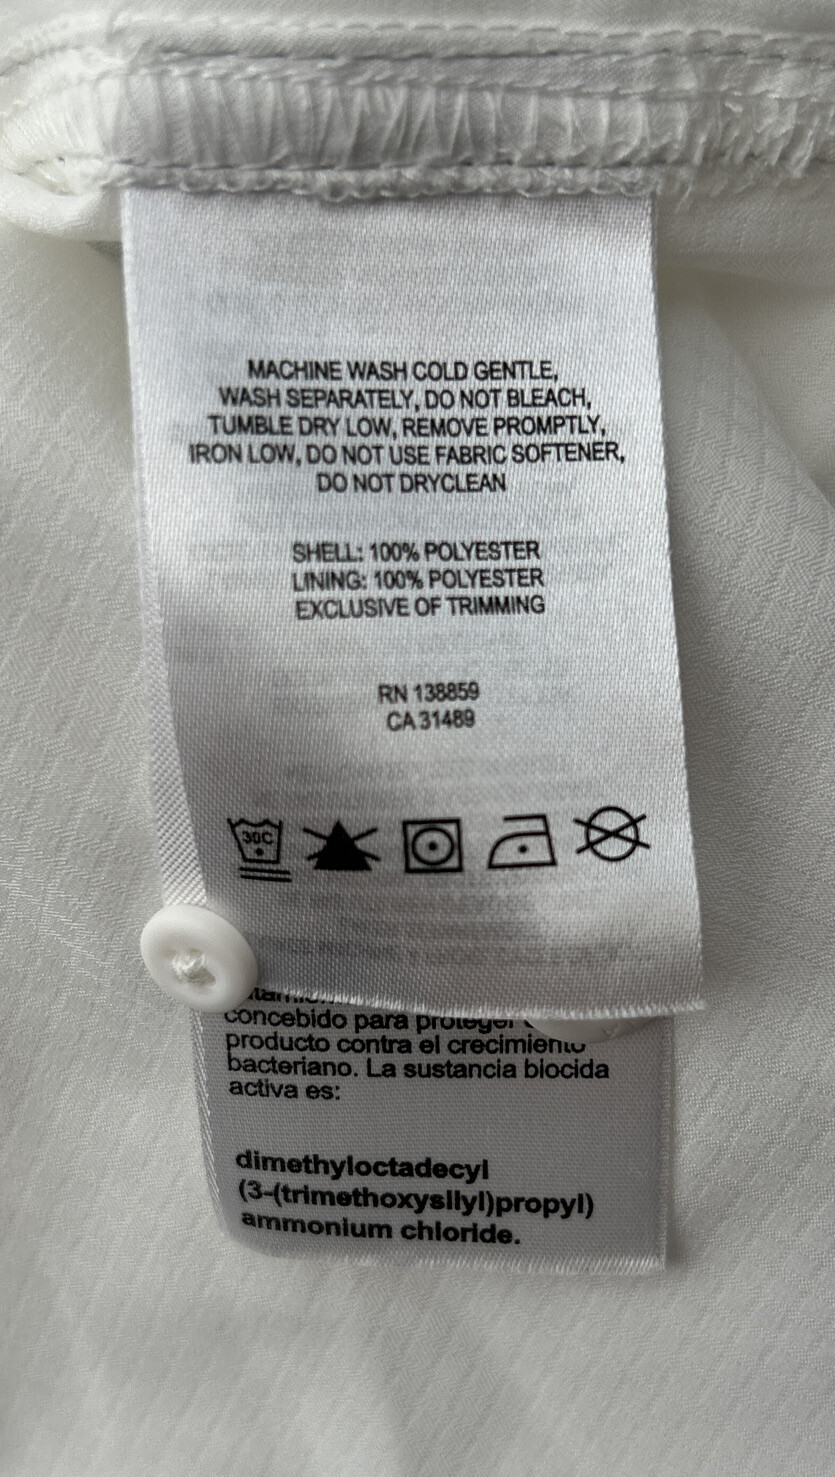 MACHINE WASH COLD GENTLE,
WASH SEPARATELY, DO NOT BLEACH,
TUMBLE DRY LOW, REMOVE PROMPTLY,
IRON LOW, DO NOT USE FABRIC SOFTENER,
DO NOT DRYCLEAN
SHELL: 100% POLYESTER
LINING: 100% POLYESTER
EXCLUSIVE OF TRIMMING
RN 138859
CA 31489
30C
concebido para proteger
producto contra el crecimiento
bacteriano. La sustancia biocida
activa es:
dimethyloctadecyl
(3-(trimethoxysilyl)propyl)
ammonium chloride.